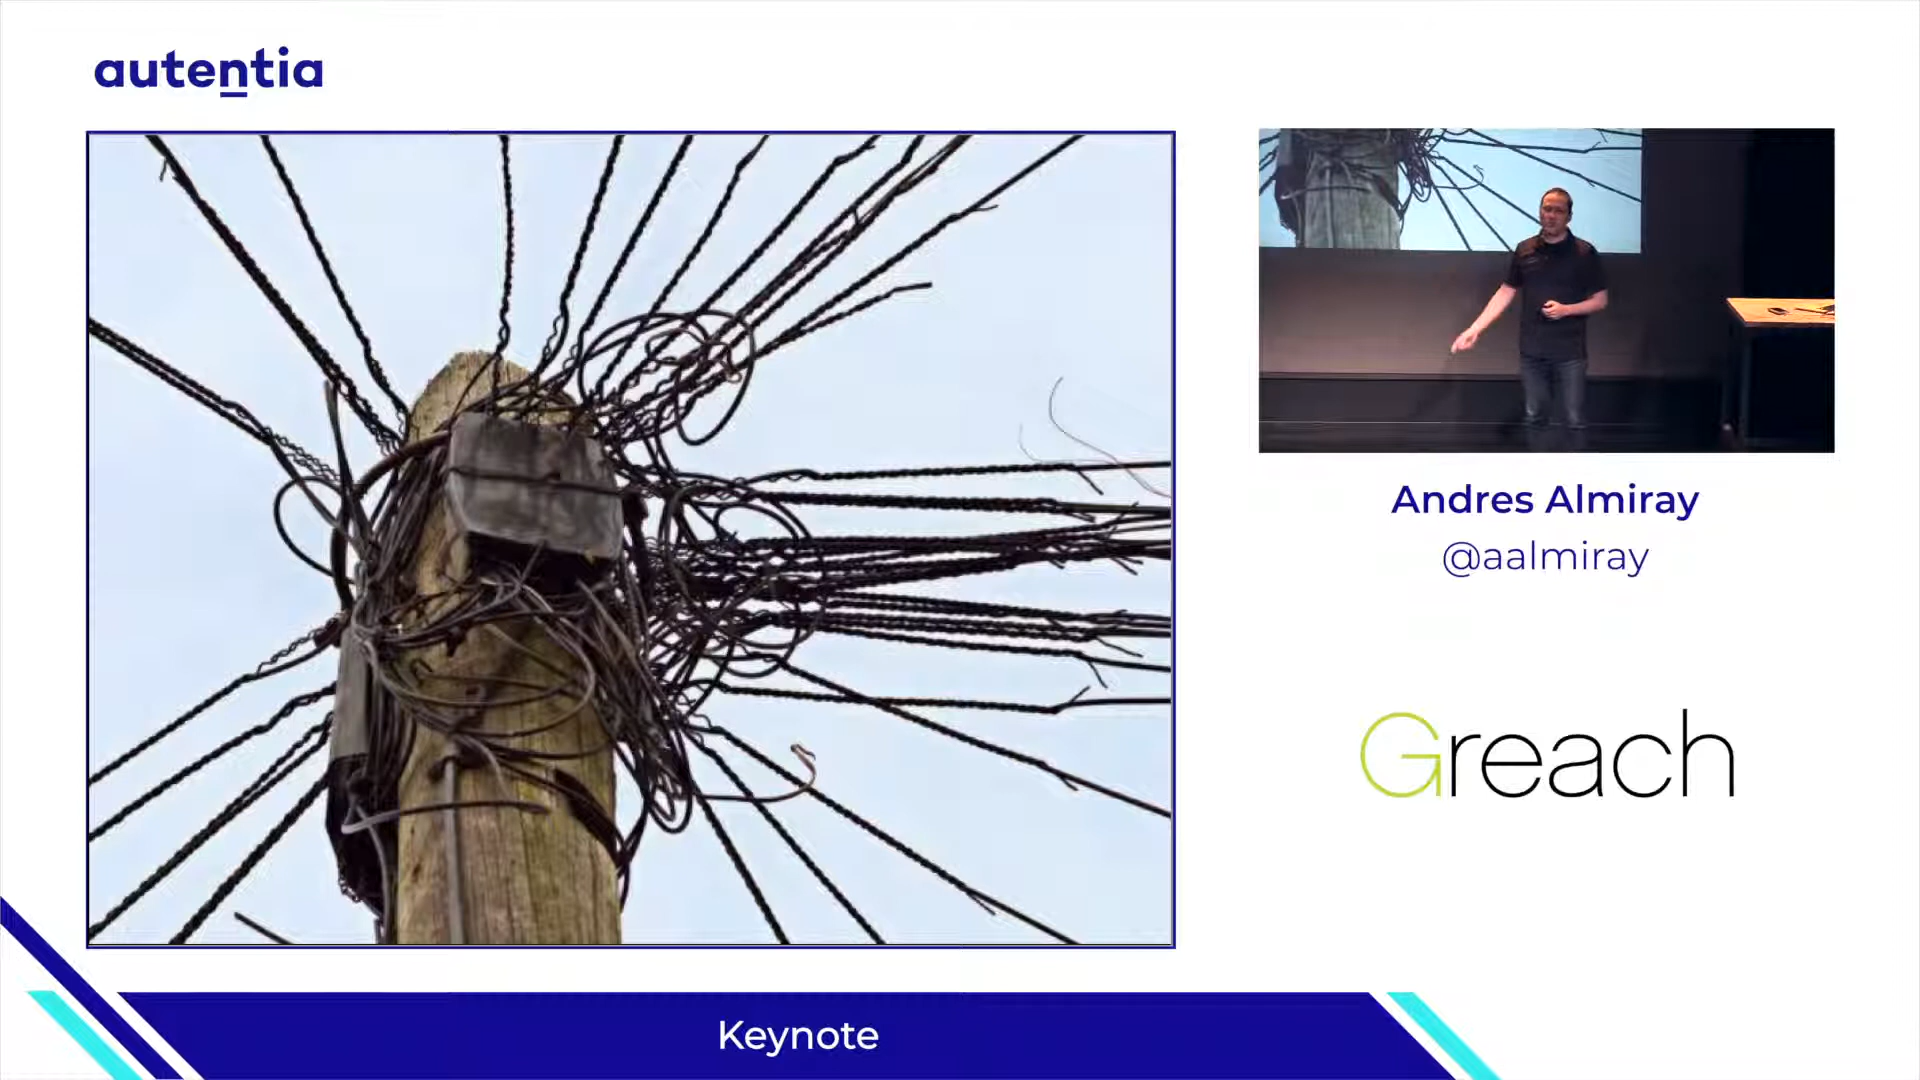 autentia
Andres Almiray
@aalmiray
Greach
Keynote